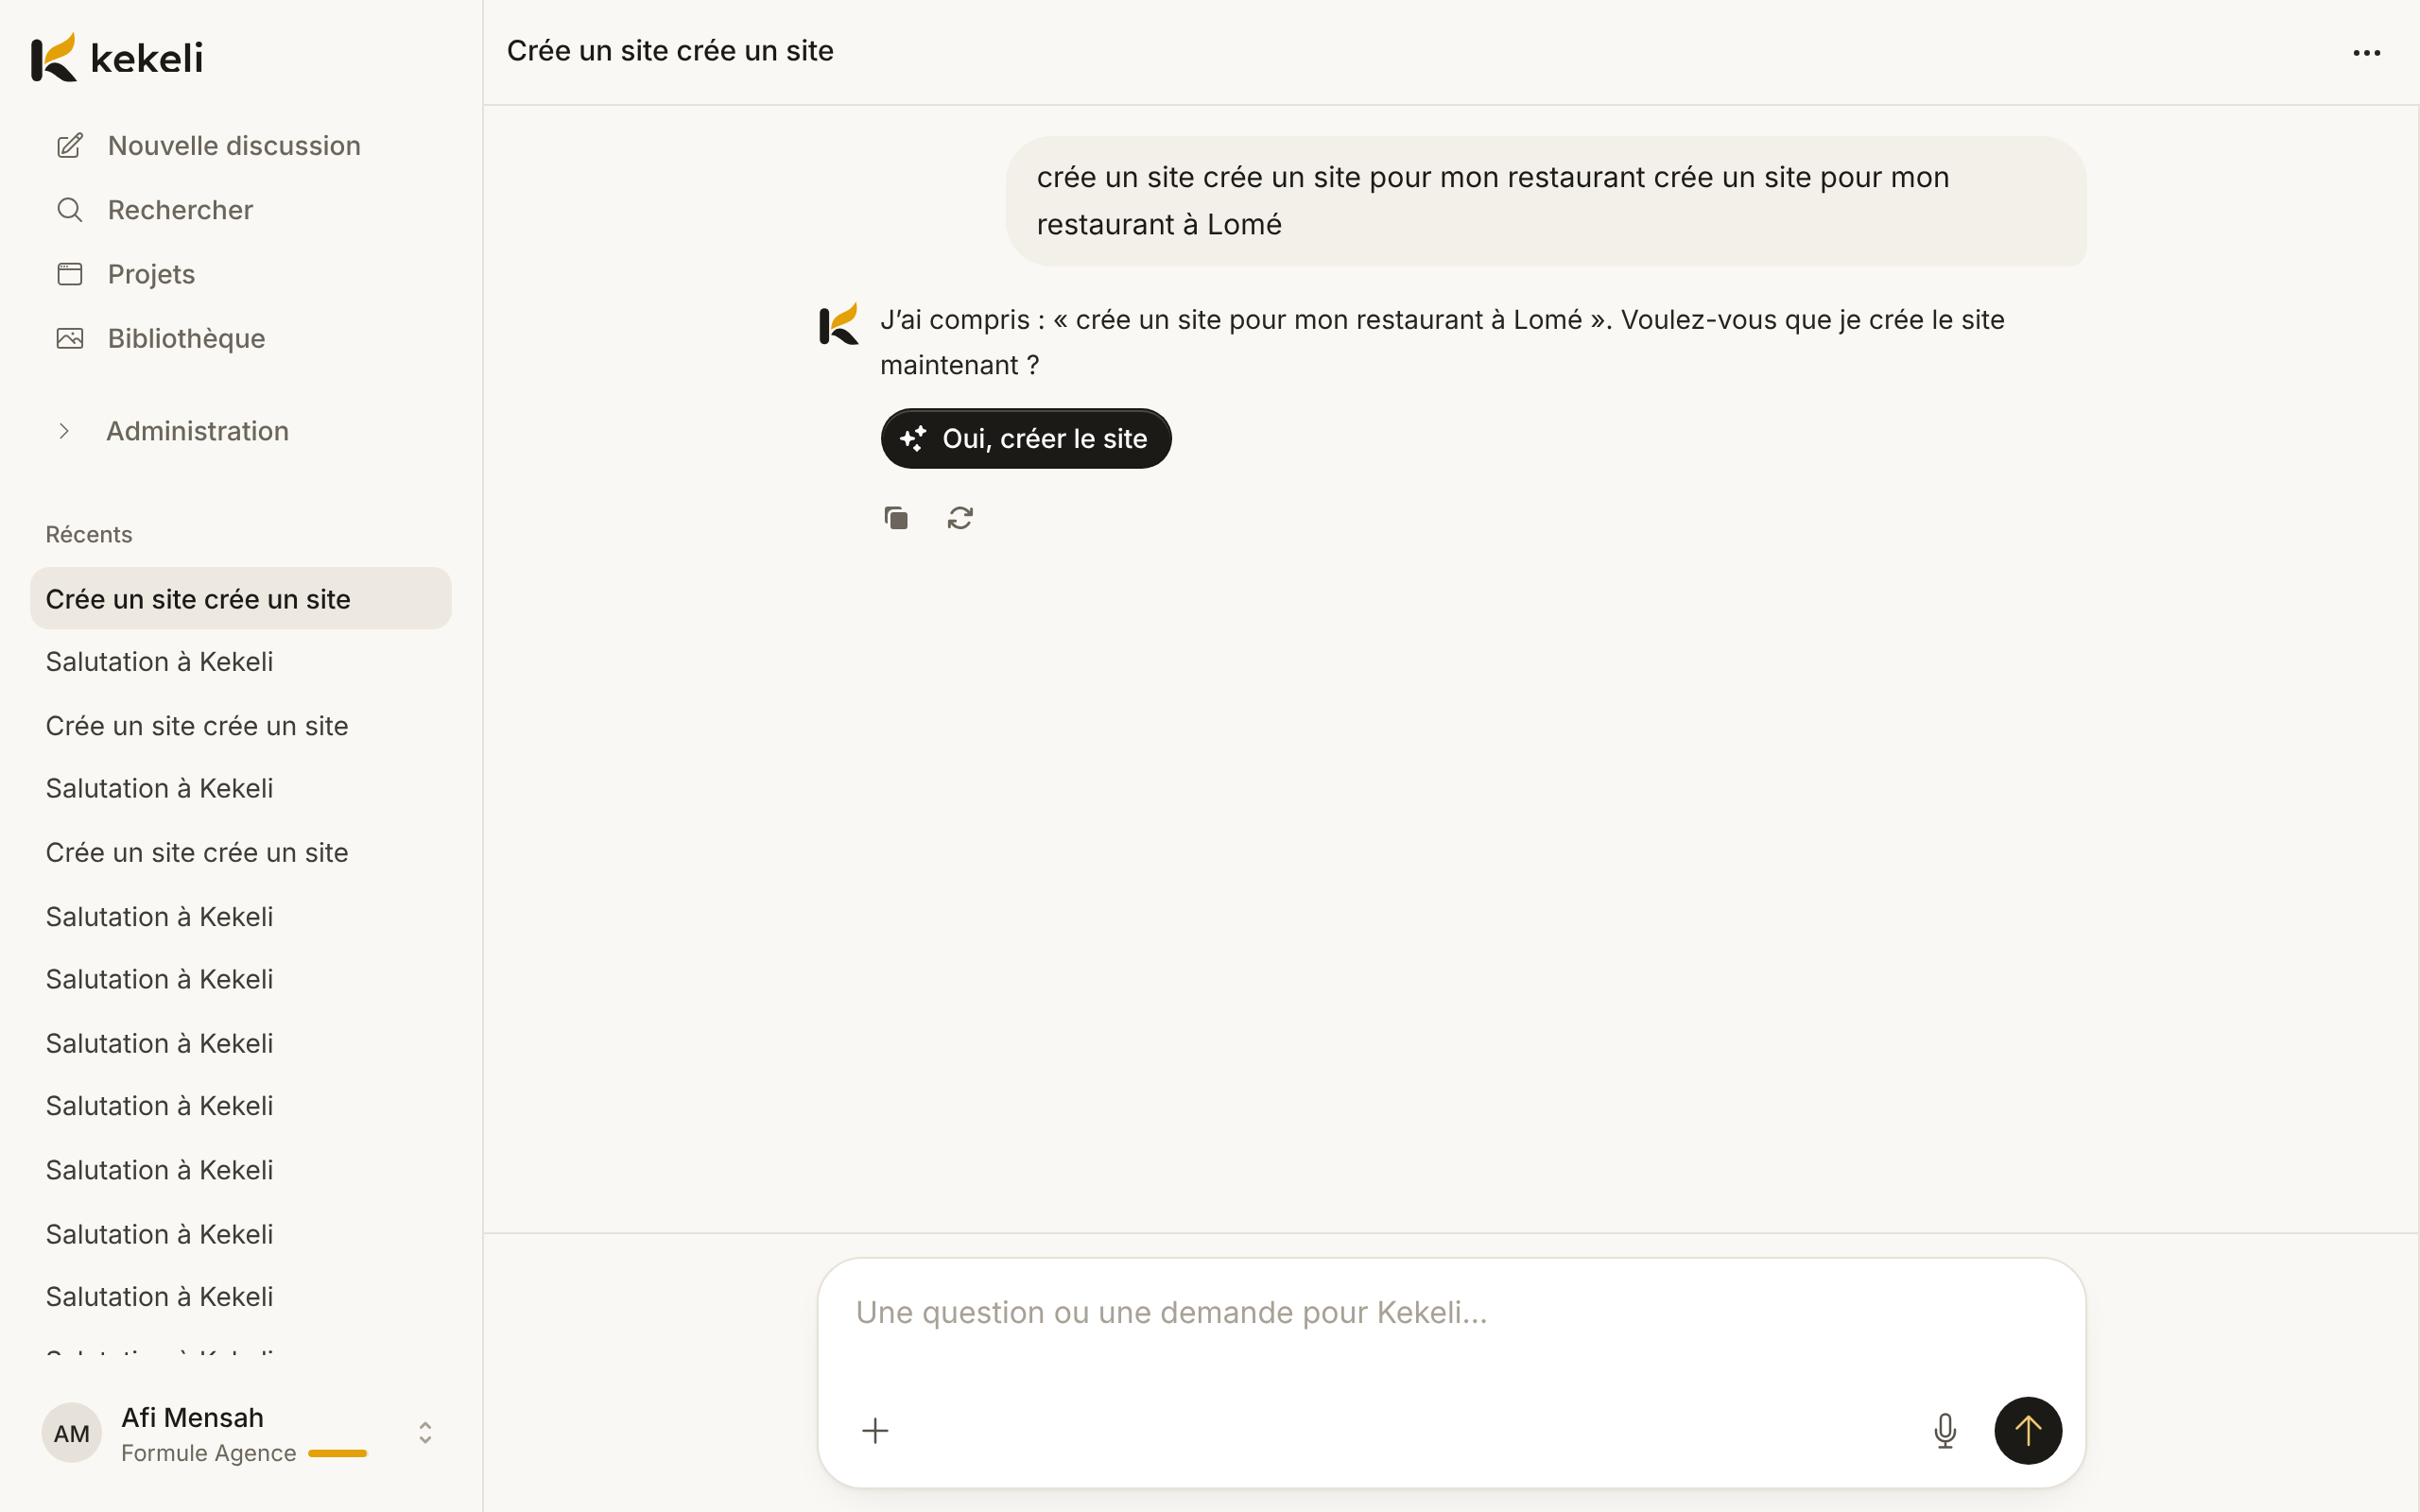 kekeli
Nouvelle discussion
Rechercher
Projets
Bibliothèque
Administration
Récents
Crée un site crée un site
Salutation à Kekeli
Crée un site crée un site
Salutation à Kekeli
Crée un site crée un site
Salutation à Kekeli
Salutation à Kekeli
Salutation à Kekeli
Salutation à Kekeli
Salutation à Kekeli
Salutation à Kekeli
Salutation à Kekeli
AM
Afi Mensah
Formule Agence
Crée un site crée un site
crée un site crée un site pour mon restaurant crée un site pour mon
restaurant à Lomé
J’ai compris : « crée un site pour mon restaurant à Lomé ». Voulez-vous que je crée le site
maintenant ?
Oui, créer le site
Une question ou une demande pour Kekeli...